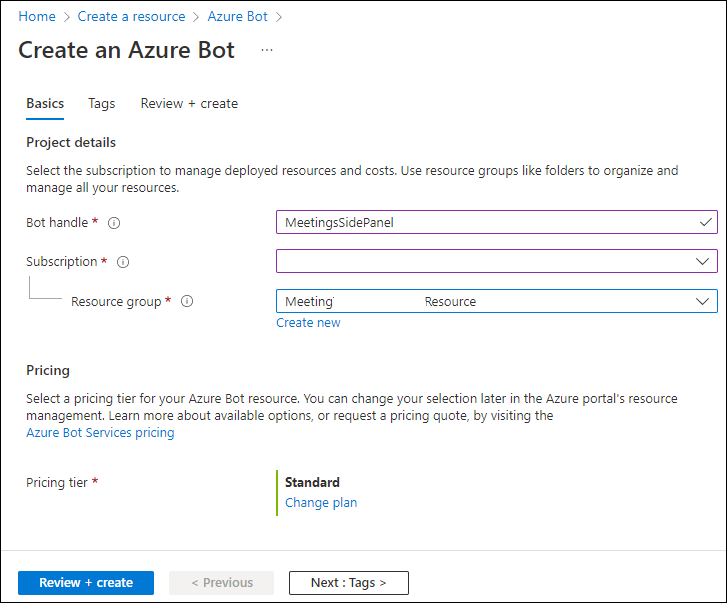 Home > Create a resource > Azure Bot >
Create an Azure Bot ...
Basics Tags Review + create
Project details
Select the subscription to manage deployed resources and costs. Use resource groups like folders to organize and
manage all your resources.
Bot handle *
MeetingsSidePanel
Subscription *
Resource group *
Meeting Resource
Create new
Pricing
Select a pricing tier for your Azure Bot resource. You can change your selection later in the Azure portal's resource
management. Learn more about available options, or request a pricing quote, by visiting the
Azure Bot Services pricing
Pricing tier *
Standard
Change plan
Review + create < Previous Next : Tags >